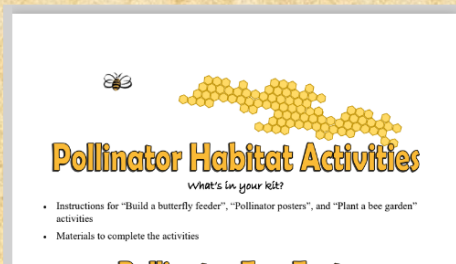 Pollinator Habitat Activities
What's in your kit?
• Instructions for “Build a butterfly feeder”, “Pollinator posters”, and “Plant a bee garden”
activities
• Materials to complete the activities